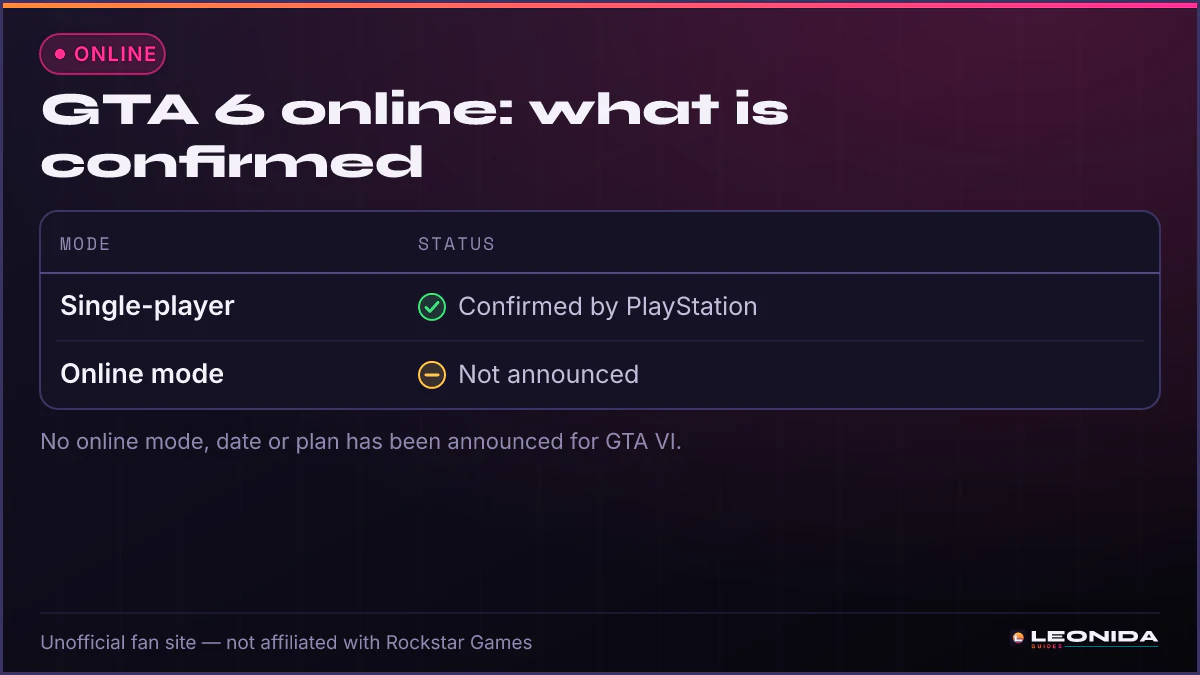 ONLINE
GTA 6 online: what is
confirmed
MODE STATUS
Single-player Confirmed by PlayStation
Online mode Not announced
No online mode, date or plan has been announced for GTA VI.
Unofficial fan site — not affiliated with Rockstar Games
LEONIDA
GUIDES